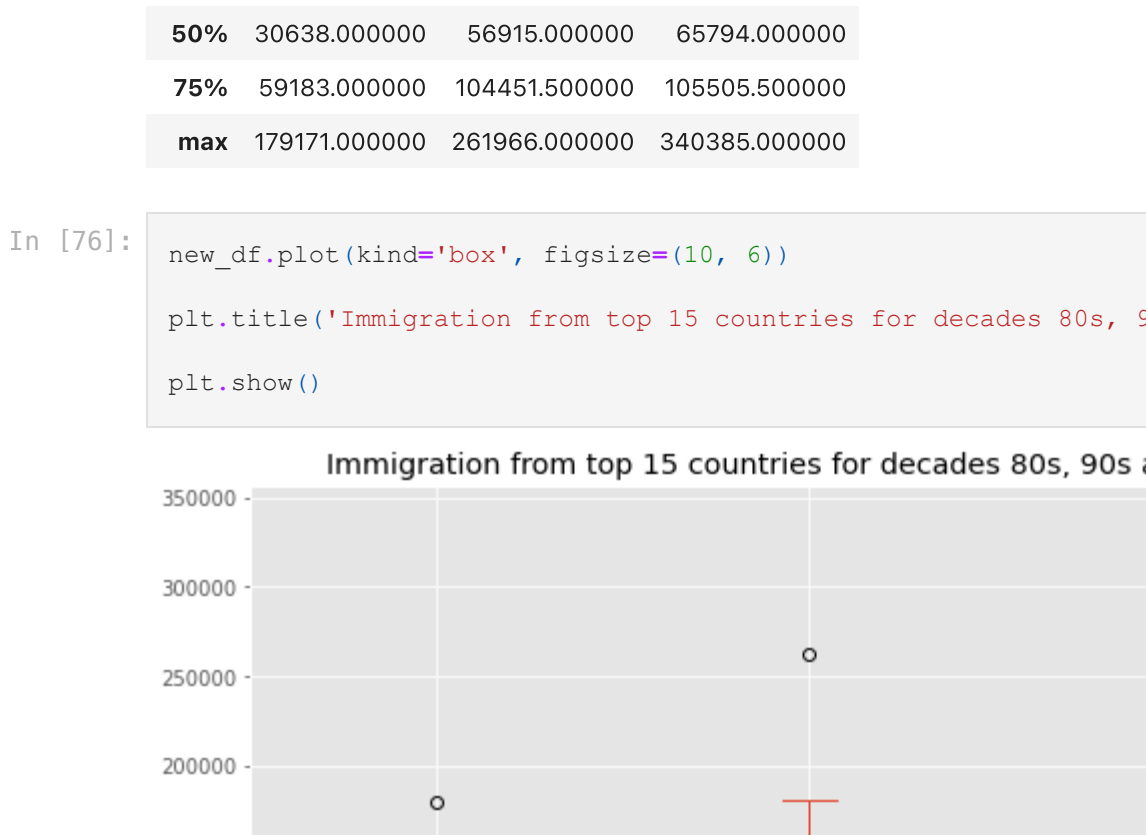 50% 30638.000000 56915.000000 65794.000000
75% 59183.000000 104451.500000 105505.500000
max 179171.000000 261966.000000 340385.000000
In [76]:
new_df.plot(kind='box', figsize=(10, 6))
plt.title('Immigration from top 15 countries for decades 80s, 9
plt.show()
Immigration from top 15 countries for decades 80s, 90s a
350000
300000
250000
200000